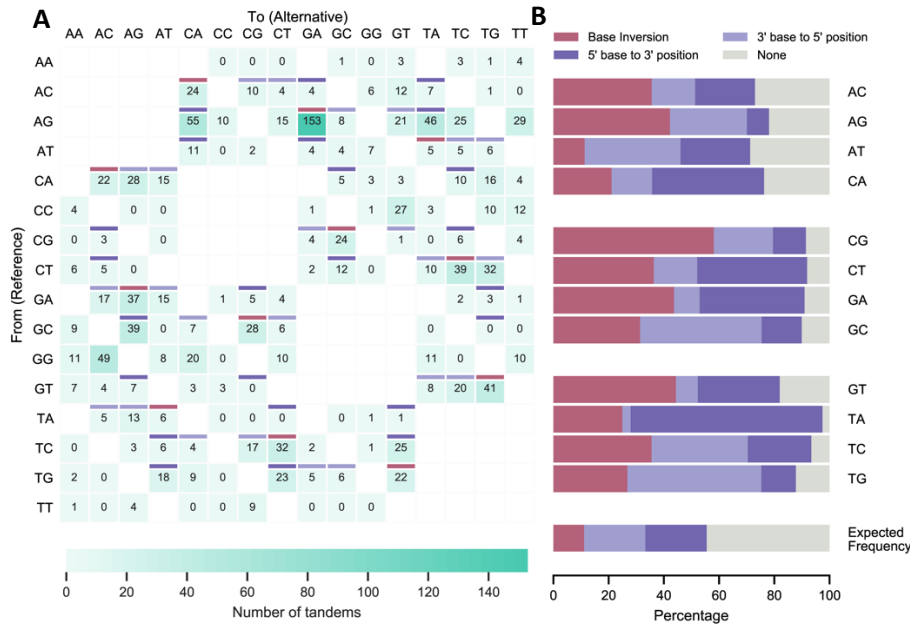 A
To (Alternative)
AA AC AG AT CA CC CG CT GA GC GG GT TA TC TG TT
From (Reference)
AA 0 0 0 1 0 3 3 1 4
AC 24 10 4 4 6 12 7 1 0
AG 55 10 15 153 8 21 46 25 29
AT 11 0 2 4 4 7 5 5 6
CA 22 28 15 5 3 3 10 16 4
CC 4 0 0 1 1 27 3 10 12
CG 0 3 0 4 24 1 0 6 4
CT 6 5 2 12 0 10 39 32
GA 17 37 15 1 5 4 2 3 1
GC 9 39 0 7 28 6 0 0 0
GG 11 49 8 20 0 10 11 0 10
GT 7 4 7 3 3 0 8 20 41
TA 5 13 6 0 0 0 0 1 1
TC 0 3 6 4 17 32 2 1 25
TG 2 0 18 9 23 5 6 22
TT 1 0 4 0 0 9 0 0 0
0 20 40 60 80 100 120 140
Number of tandems
B
Base Inversion
3' base to 5' position
5' base to 3' position
None
AC
AG
AT
CA
CG
CT
GA
GC
GT
TA
TC
TG
Expected
Frequency
0 20 40 60 80 100
Percentage